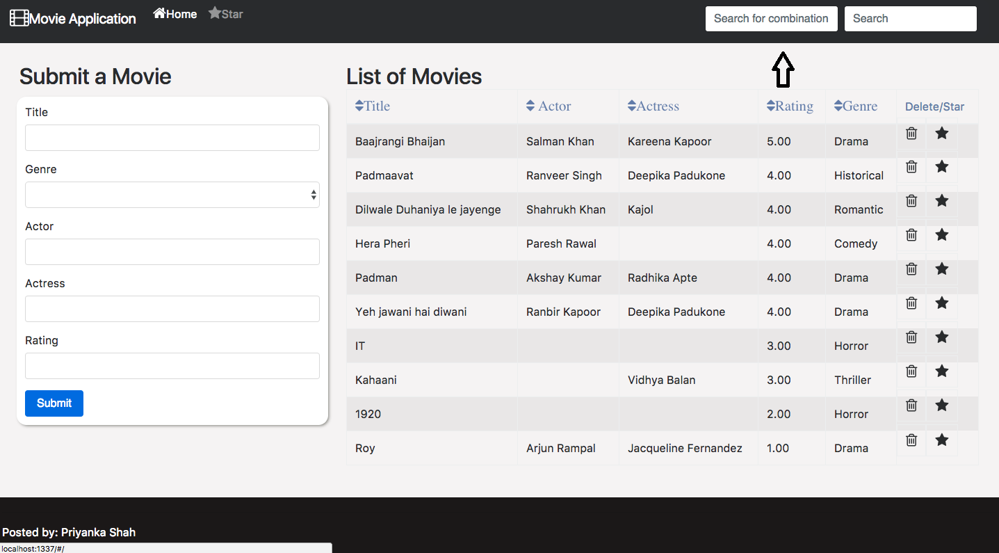 Movie Application Home Star Search for combination Search
Submit a Movie
Title
Genre
Actor
Actress
Rating
Submit
List of Movies
Title Actor Actress Rating Genre Delete/Star
Baajrangi Bhaijan Salman Khan Kareena Kapoor 5.00 Drama
Padmaavat Ranveer Singh Deepika Padukone 4.00 Historical
Dilwale Duhaniya le jayenge Shahrukh Khan Kajol 4.00 Romantic
Hera Pheri Paresh Rawal 4.00 Comedy
Padman Akshay Kumar Radhika Apte 4.00 Drama
Yeh jawani hai diwani Ranbir Kapoor Deepika Padukone 4.00 Drama
IT 3.00 Horror
Kahaani Vidhya Balan 3.00 Thriller
1920 2.00 Horror
Roy Arjun Rampal Jacqueline Fernandez 1.00 Drama
Posted by: Priyanka Shah
localhost:1337/#/